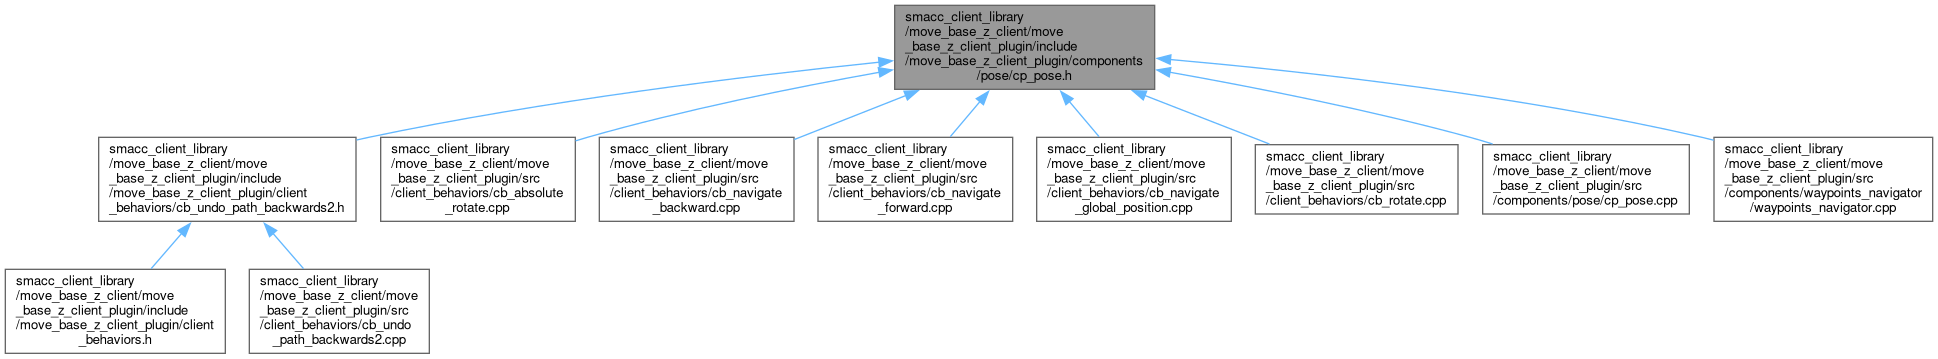 smacc_client_library
/move_base_z_client/move
_base_z_client_plugin/include
/move_base_z_client_plugin/components
/pose/cp_pose.h
smacc_client_library
/move_base_z_client/move
_base_z_client_plugin/include
/move_base_z_client_plugin/client
_behaviors/cb_undo_path_backwards2.h
smacc_client_library
/move_base_z_client/move
_base_z_client_plugin/src
/client_behaviors/cb_absolute
_rotate.cpp
smacc_client_library
/move_base_z_client/move
_base_z_client_plugin/src
/client_behaviors/cb_navigate
_backward.cpp
smacc_client_library
/move_base_z_client/move
_base_z_client_plugin/src
/client_behaviors/cb_navigate
_forward.cpp
smacc_client_library
/move_base_z_client/move
_base_z_client_plugin/src
/client_behaviors/cb_navigate
_global_position.cpp
smacc_client_library
/move_base_z_client/move
_base_z_client_plugin/src
/client_behaviors/cb_rotate.cpp
smacc_client_library
/move_base_z_client/move
_base_z_client_plugin/src
/components/pose/cp_pose.cpp
smacc_client_library
/move_base_z_client/move
_base_z_client_plugin/src
/components/waypoints_navigator
/waypoints_navigator.cpp
smacc_client_library
/move_base_z_client/move
_base_z_client_plugin/include
/move_base_z_client_plugin/client
_behaviors.h
smacc_client_library
/move_base_z_client/move
_base_z_client_plugin/src
/client_behaviors/cb_undo
_path_backwards2.cpp